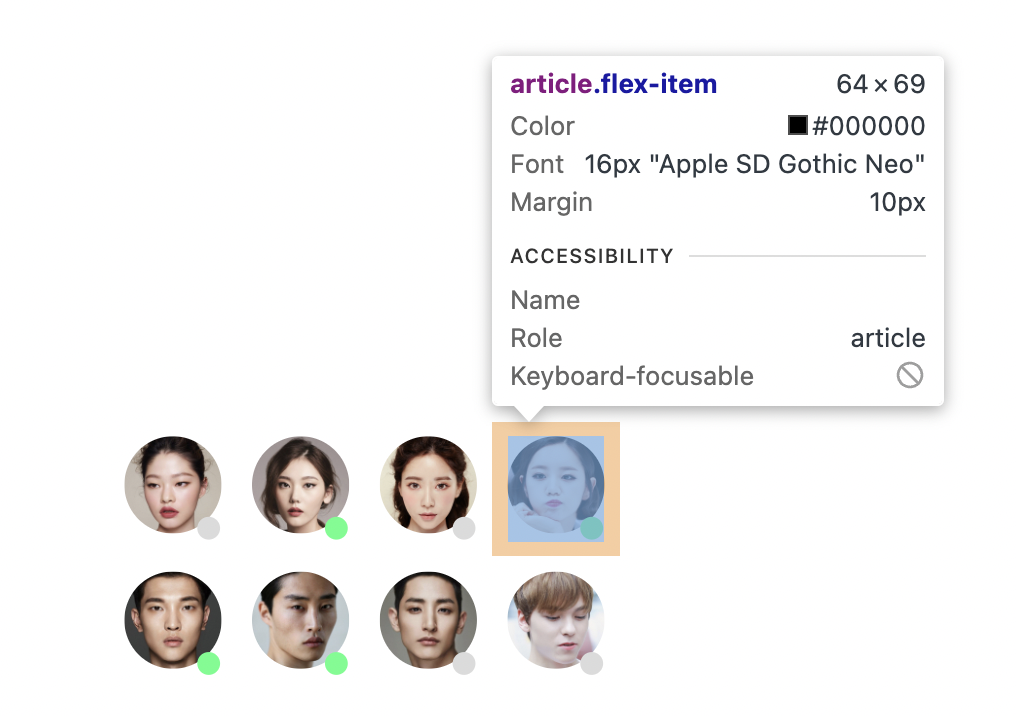 article.flex-item 64 × 69
Color #000000
Font 16px "Apple SD Gothic Neo"
Margin 10px
ACCESSIBILITY
Name
Role article
Keyboard-focusable